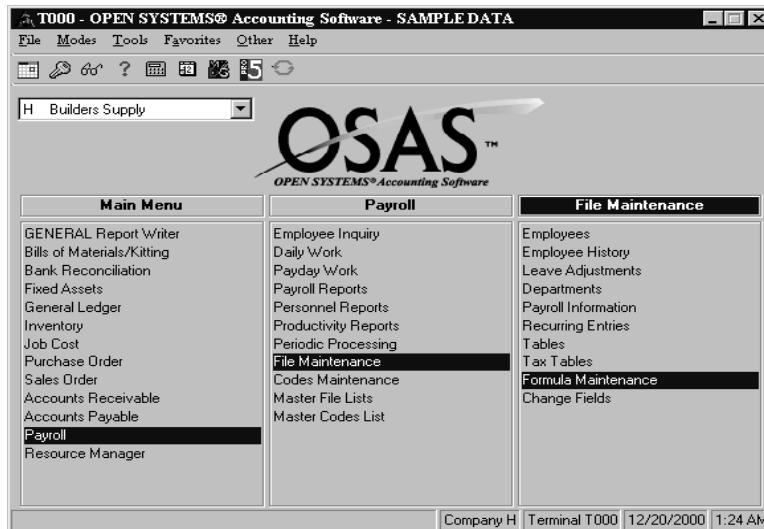 T000 - OPEN SYSTEMS® Accounting Software - SAMPLE DATA
File Modes Tools Favorites Other Help
H Builders Supply
OSAS™
OPEN SYSTEMS® Accounting Software
Main Menu
GENERAL Report Writer
Bills of Materials/Kitting
Bank Reconciliation
Fixed Assets
General Ledger
Inventory
Job Cost
Purchase Order
Sales Order
Accounts Receivable
Accounts Payable
Payroll
Resource Manager
Payroll
Employee Inquiry
Daily Work
Payday Work
Payroll Reports
Personnel Reports
Productivity Reports
Periodic Processing
File Maintenance
Codes Maintenance
Master File Lists
Master Codes List
File Maintenance
Employees
Employee History
Leave Adjustments
Departments
Payroll Information
Recurring Entries
Tables
Tax Tables
Formula Maintenance
Change Fields
Company H Terminal T000 12/20/2000 1:24 AM